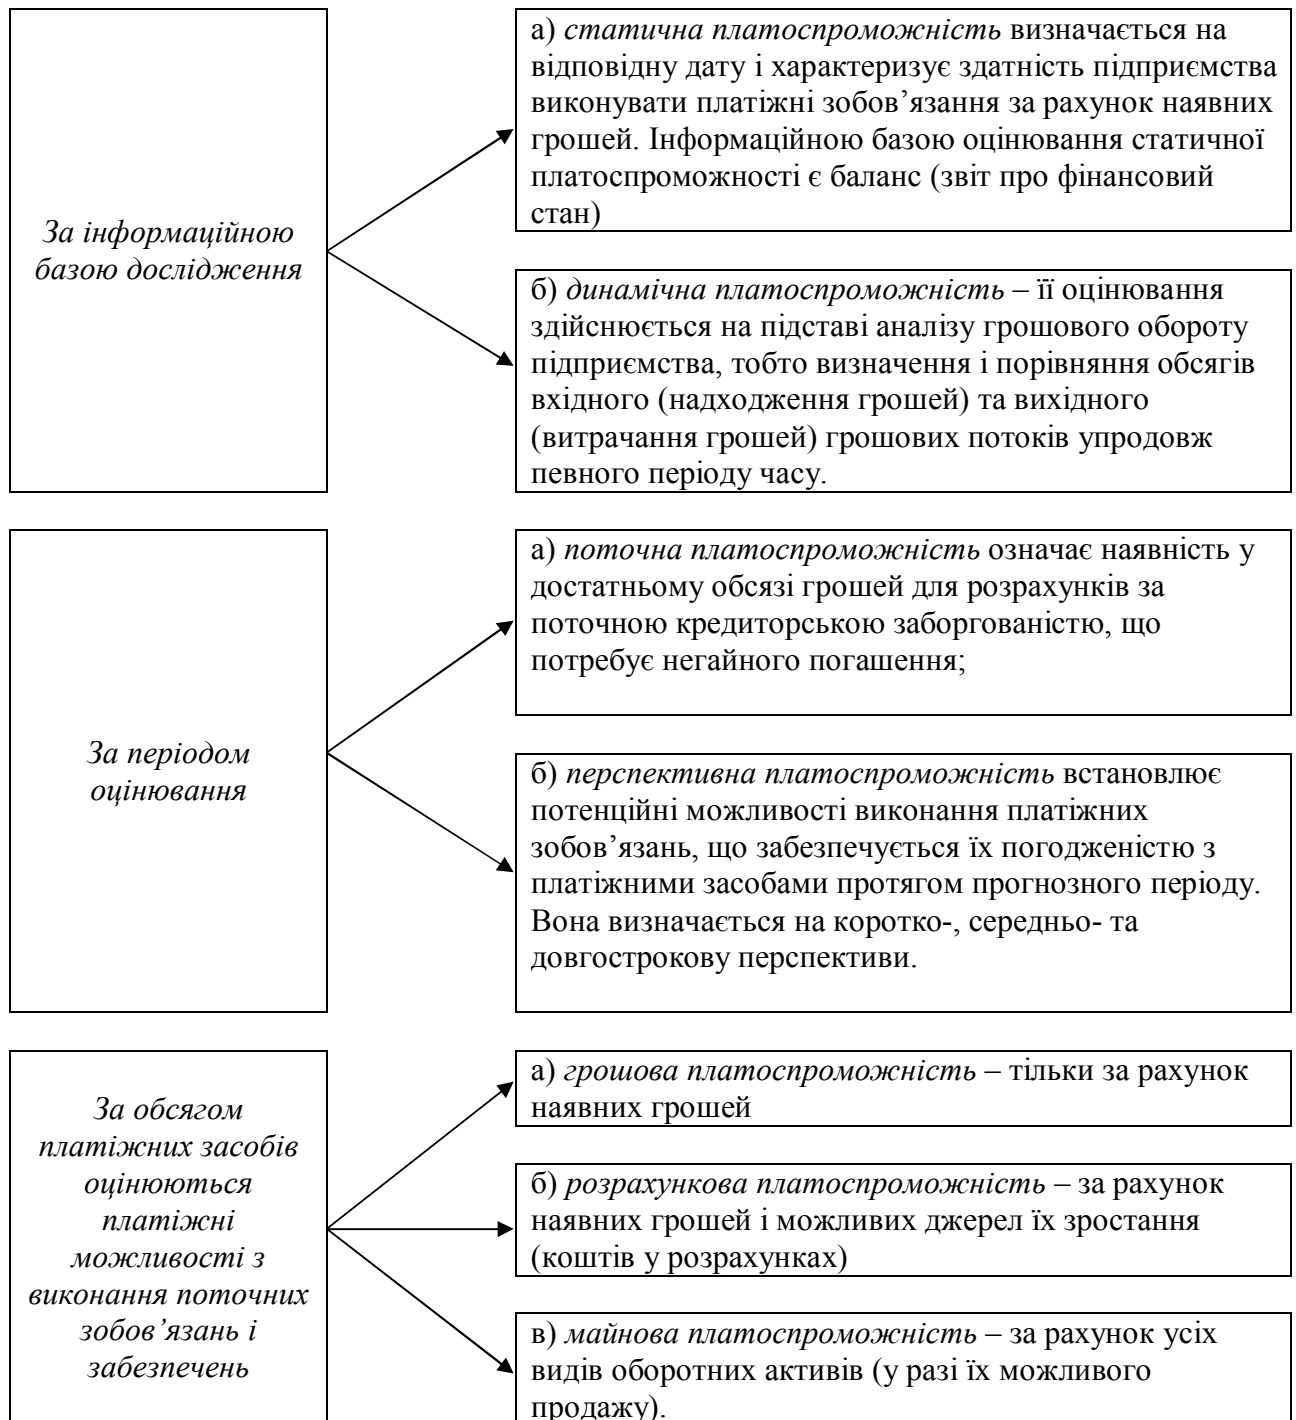 За інформаційною
базою дослідження
а) статична платоспроможність визначається на
відповідну дату і характеризує здатність підприємства
виконувати платіжні зобов’язання за рахунок наявних
грошей. Інформаційною базою оцінювання статичної
платоспроможності є баланс (звіт про фінансовий
стан)
б) динамічна платоспроможність – її оцінювання
здійснюється на підставі аналізу грошового обороту
підприємства, тобто визначення і порівняння обсягів
вхідного (надходження грошей) та вихідного
(витрачання грошей) грошових потоків упродовж
певного періоду часу.
За періодом
оцінювання
а) поточна платоспроможність означає наявність у
достатньому обсязі грошей для розрахунків за
поточною кредиторською заборгованістю, що
потребує негайного погашення;
б) перспективна платоспроможність встановлює
потенційні можливості виконання платіжних
зобов’язань, що забезпечується їх погодженістю з
платіжними засобами протягом прогнозного періоду.
Вона визначається на коротко-, середньо- та
довгострокову перспективи.
За обсягом
платіжних засобів
оцінюються
платіжні
можливості з
виконання поточних
зобов’язань і
забезпечень
а) грошова платоспроможність – тільки за рахунок
наявних грошей
б) розрахункова платоспроможність – за рахунок
наявних грошей і можливих джерел їх зростання
(коштів у розрахунках)
в) майнова платоспроможність – за рахунок усіх
видів оборотних активів (у разі їх можливого
продажу).